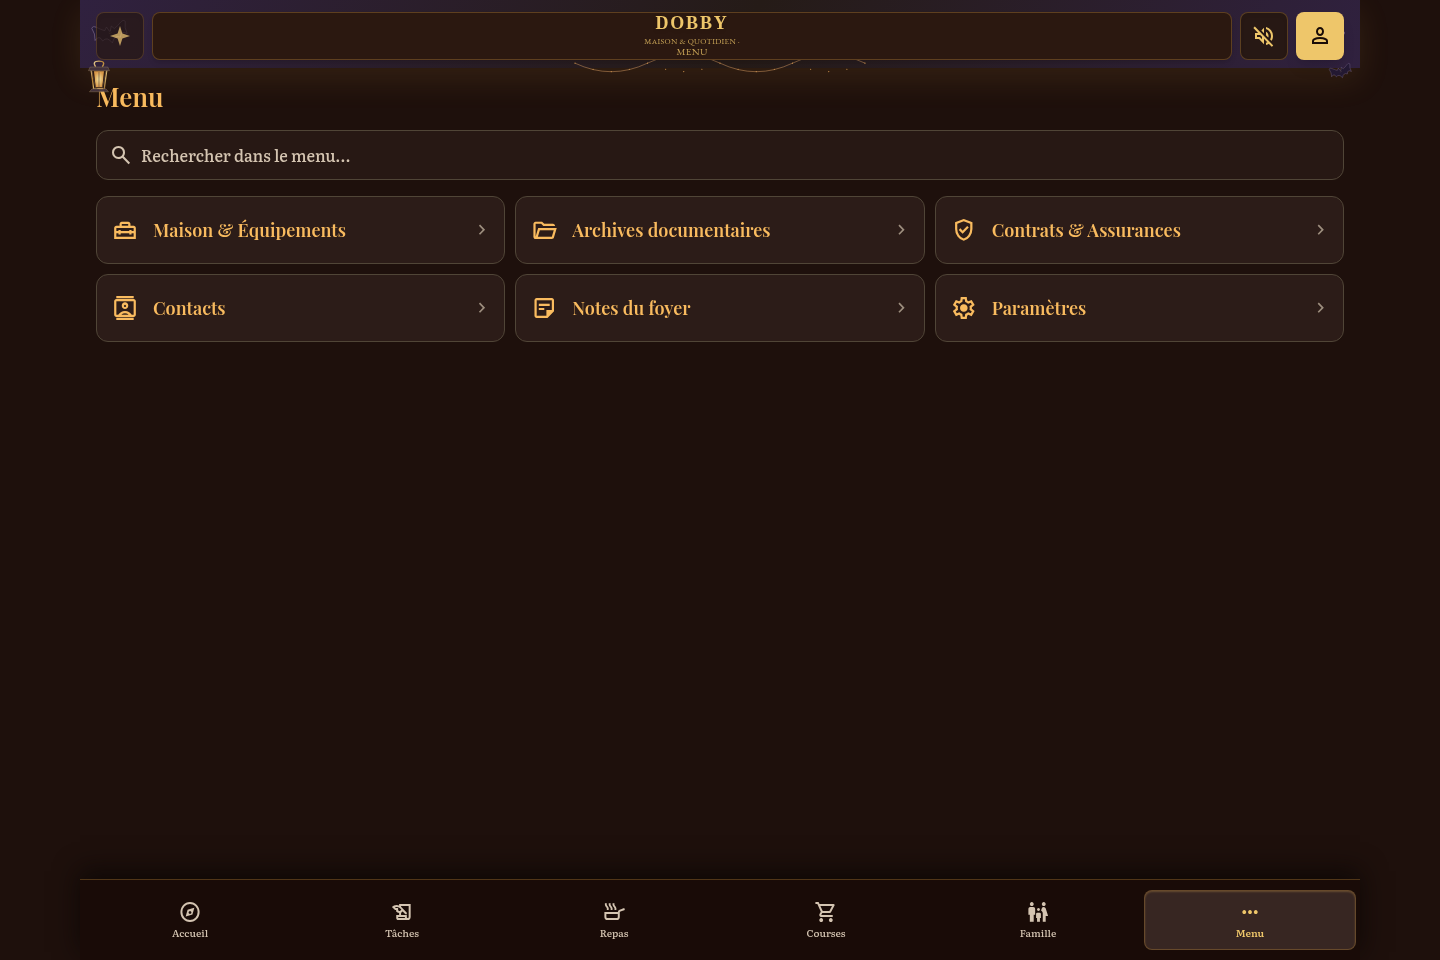 DOBBY
MAISON & QUOTIDIEN ·
MENU
Menu
Rechercher dans le menu...
Maison & Équipements
Archives documentaires
Contrats & Assurances
Contacts
Notes du foyer
Paramètres
Accueil
Tâches
Repas
Courses
Famille
Menu